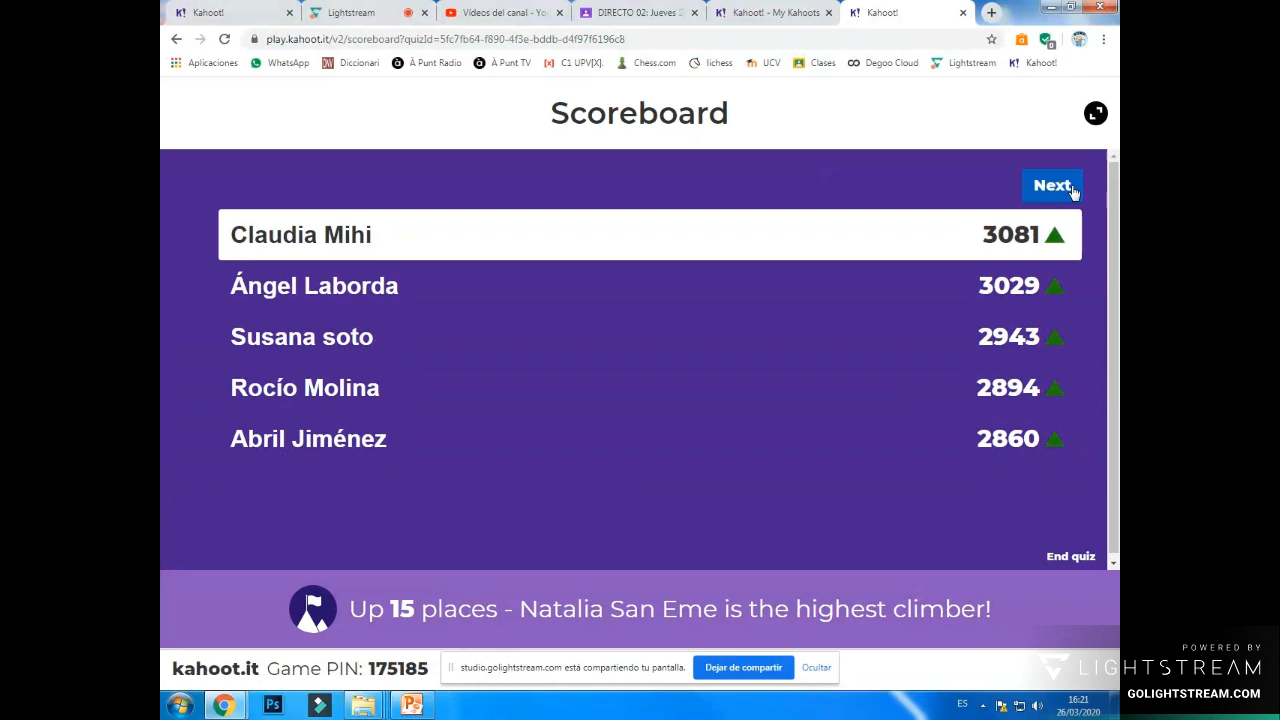 Kahoot!
Lightstream
Vídeos del canal - Yo
DIRECTO 02: Jueves 2
Kahoot! - My Kahoo
Kahoot!
play.kahoot.it/v2/scoreboard?quizId=5fc7fb64-f890-4f3e-bddb-d4f97f6196c8
Aplicaciones
WhatsApp
Diccionari
À Punt Radio
À Punt TV
C1 UPV[X].
Chess.com
lichess
UCV
Clases
Degoo Cloud
Lightstream
Kahoot!
Scoreboard
Next
Claudia Mihi 3081
Ángel Laborda 3029
Susana soto 2943
Rocío Molina 2894
Abril Jiménez 2860
End quiz
Up 15 places - Natalia San Eme is the highest climber!
kahoot.it Game PIN: 175185
studio.golightstream.com está compartiendo tu pantalla.
Dejar de compartir
Ocultar
POWERED BY
LIGHTSTREAM
GOLIGHTSTREAM.COM
ES
16:21
26/03/2020